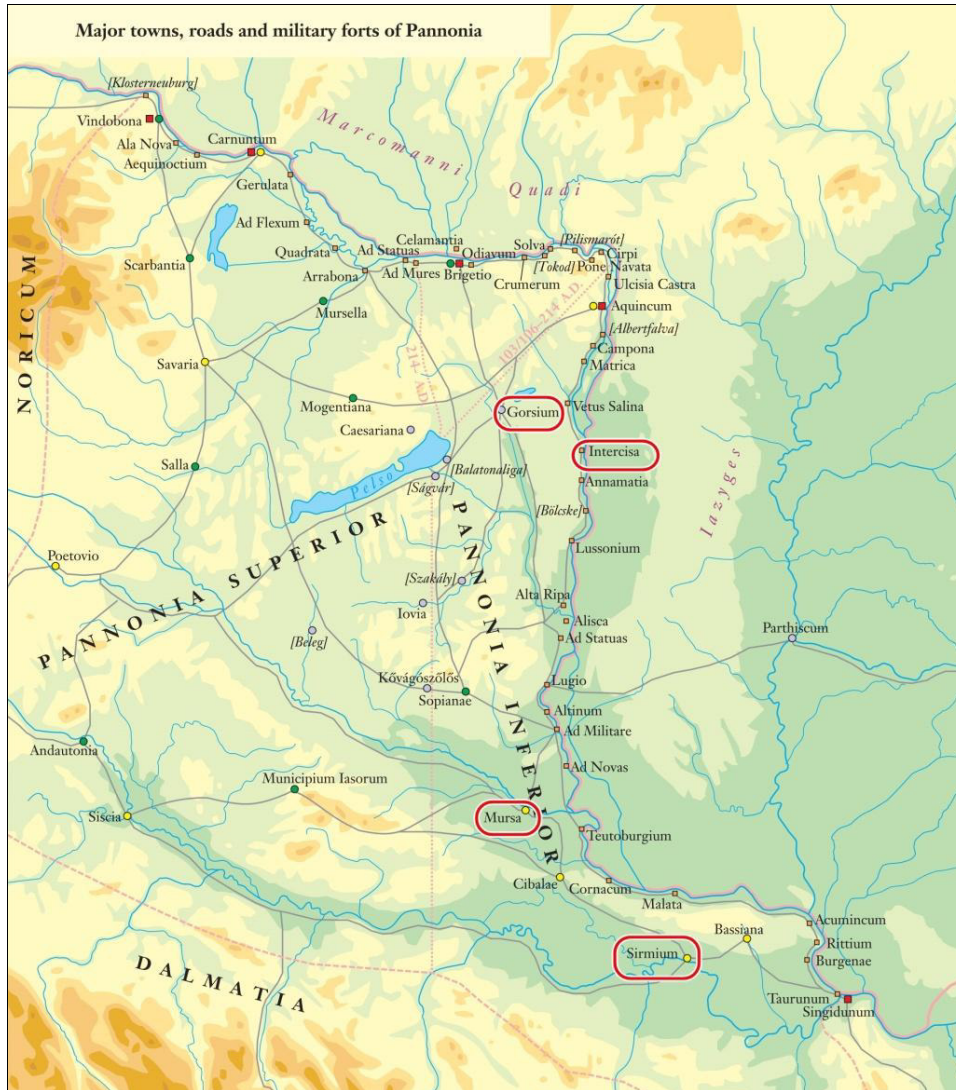 Major towns, roads and military forts of Pannonia
[Klosterneuburg]
Vindobona
Ala Nova
Aequinoctium
Carnuntum
Gerulata
Marcomanni
Quadi
Ad Flexum
Quadrata
Arrabona
Ad Statuas
Ad Mures
Celamantia
Brigetio
Odiavum
Crumerum
Solva
[Tokod]
[Pilismarót]
Pone Navata
Cirpi
Ulcisia Castra
Aquincum
[Albertfalva]
Campona
Matrica
Scarbantia
Mursella
Savaria
214- A.D.
103/106-214 A.D.
NORICUM
Mogentiana
Caesariana
Gorsium
Vetus Salina
Intercisa
Annamatia
[Bölcske]
Iazyges
Salla
Pelso
[Balatonaliga]
[Ságvár]
Lussonium
Poetovio
PANNONIA SUPERIOR
PANNONIA INFERIOR
[Szakály]
Iovia
[Beleg]
Alta Ripa
Alisca
Ad Statuas
Parthiscum
Kővágószőlős
Sopianae
Lugio
Altinum
Ad Militare
Ad Novas
Andautonia
Municipium Iasorum
Siscia
Mursa
Teutoburgium
Cibalae
Cornacum
Malata
Acumincum
Rittium
Burgenae
Bassiana
Sirmium
Taurunum
Singidunum
DALMATIA